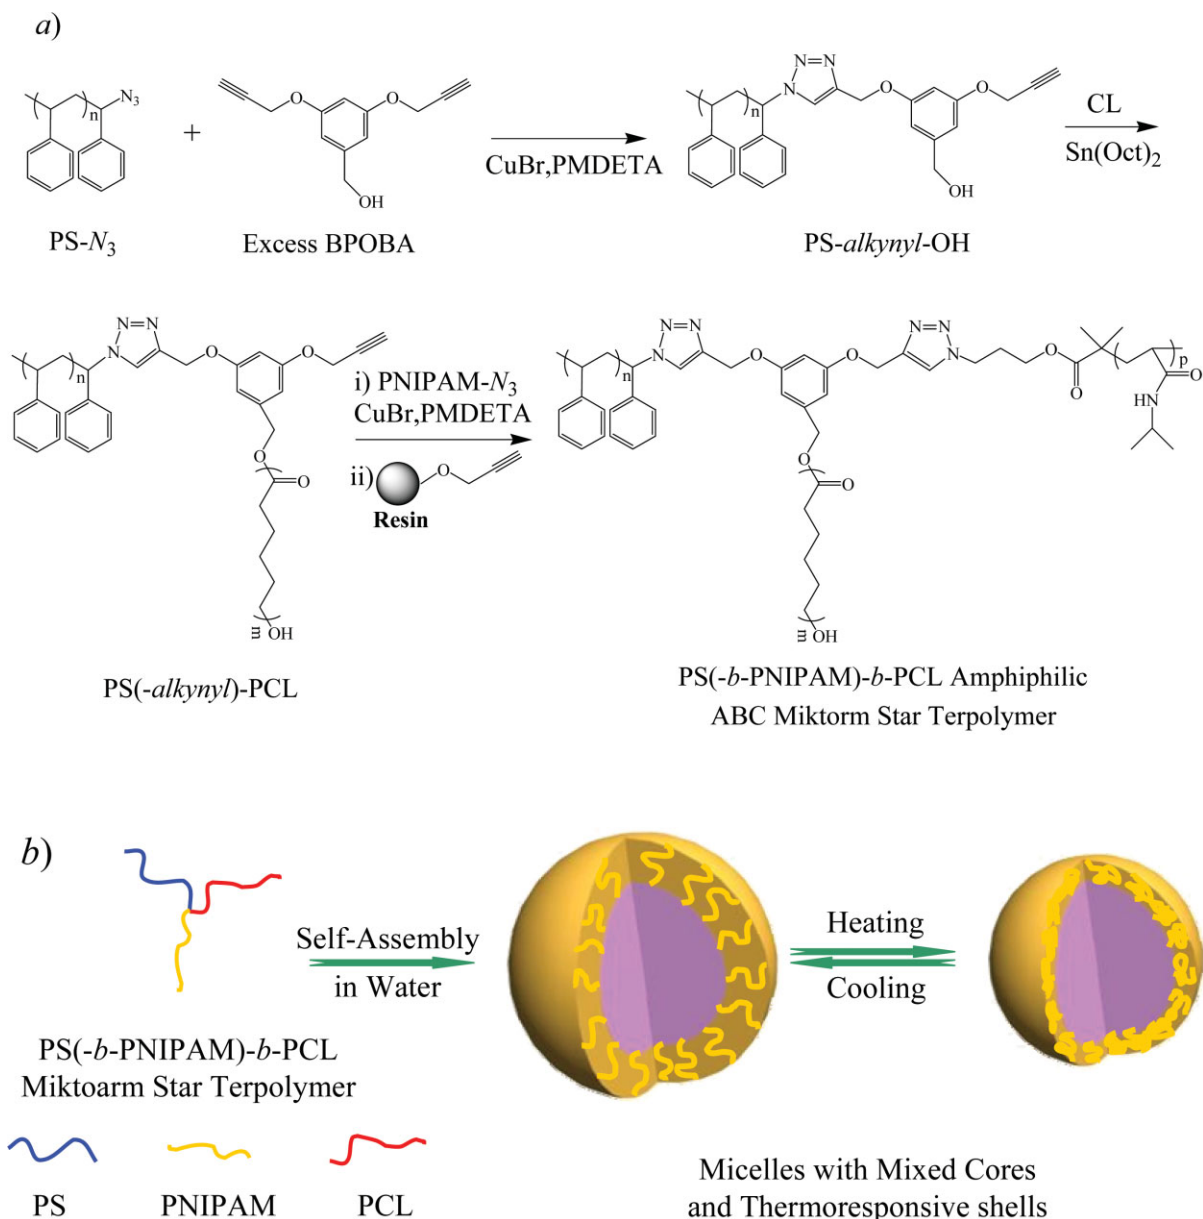 a)
N3
n
+
O
O
OH
CuBr,PMDETA
N=N
N
n
O
O
OH
CL
Sn(Oct)2
PS-N3
Excess BPOBA
PS-alkynyl-OH
N=N
N
n
O
O
O
O
m
OH
i) PNIPAM-N3
CuBr,PMDETA
ii)
O
Resin
N=N
N
n
O
O
N=N
N
O
O
p
O
HN
O
O
m
OH
PS(-alkynyl)-PCL
PS(-b-PNIPAM)-b-PCL Amphiphilic
ABC Miktorm Star Terpolymer
b)
Self-Assembly
in Water
Heating
Cooling
PS(-b-PNIPAM)-b-PCL
Miktoarm Star Terpolymer
PS
PNIPAM
PCL
Micelles with Mixed Cores
and Thermoresponsive shells